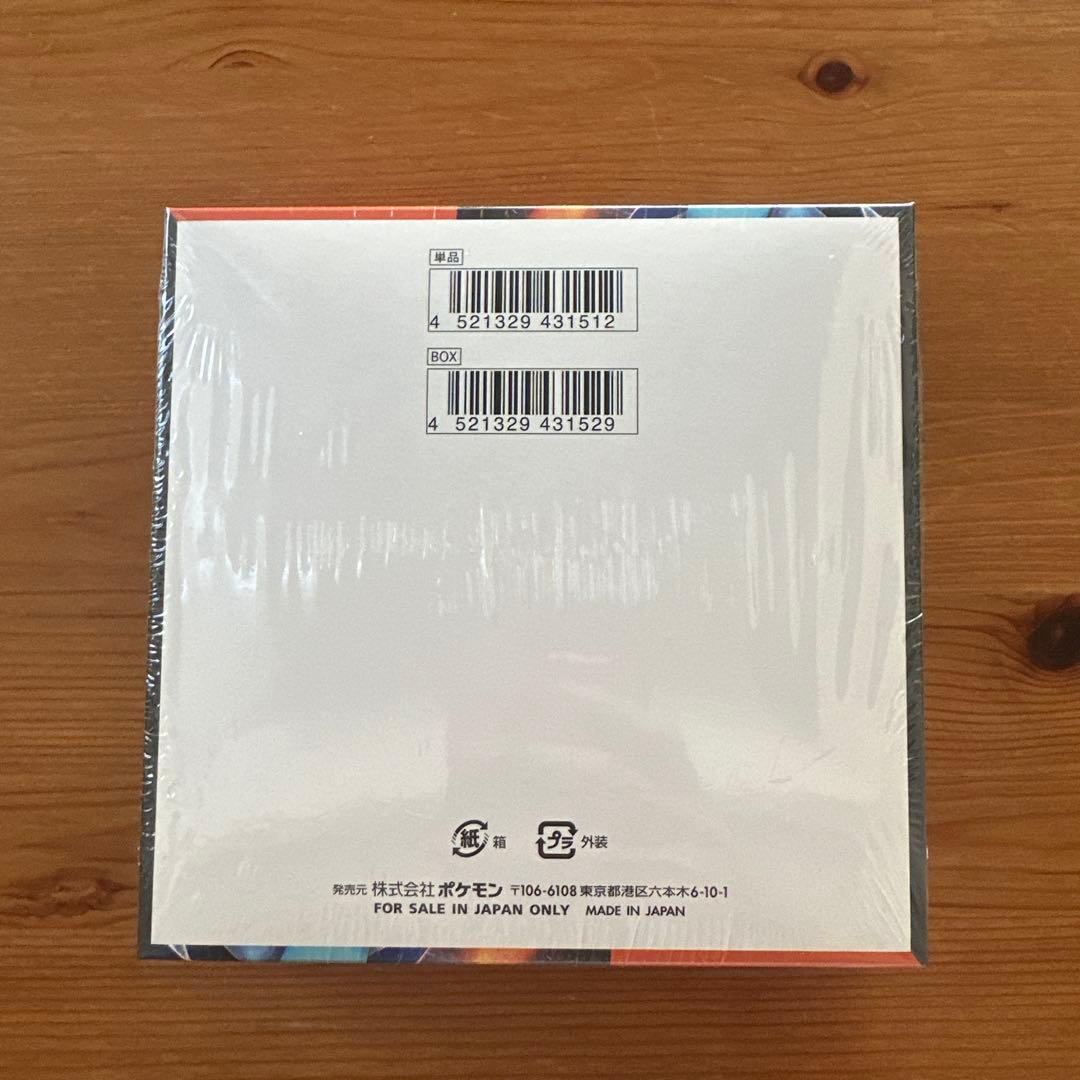 単品
4 521329 431512
BOX
4 521329 431529
紙 箱 プラ 外装
発売元 株式会社 ポケモン 〒106-6108 東京都港区六本木6-10-1
FOR SALE IN JAPAN ONLY MADE IN JAPAN